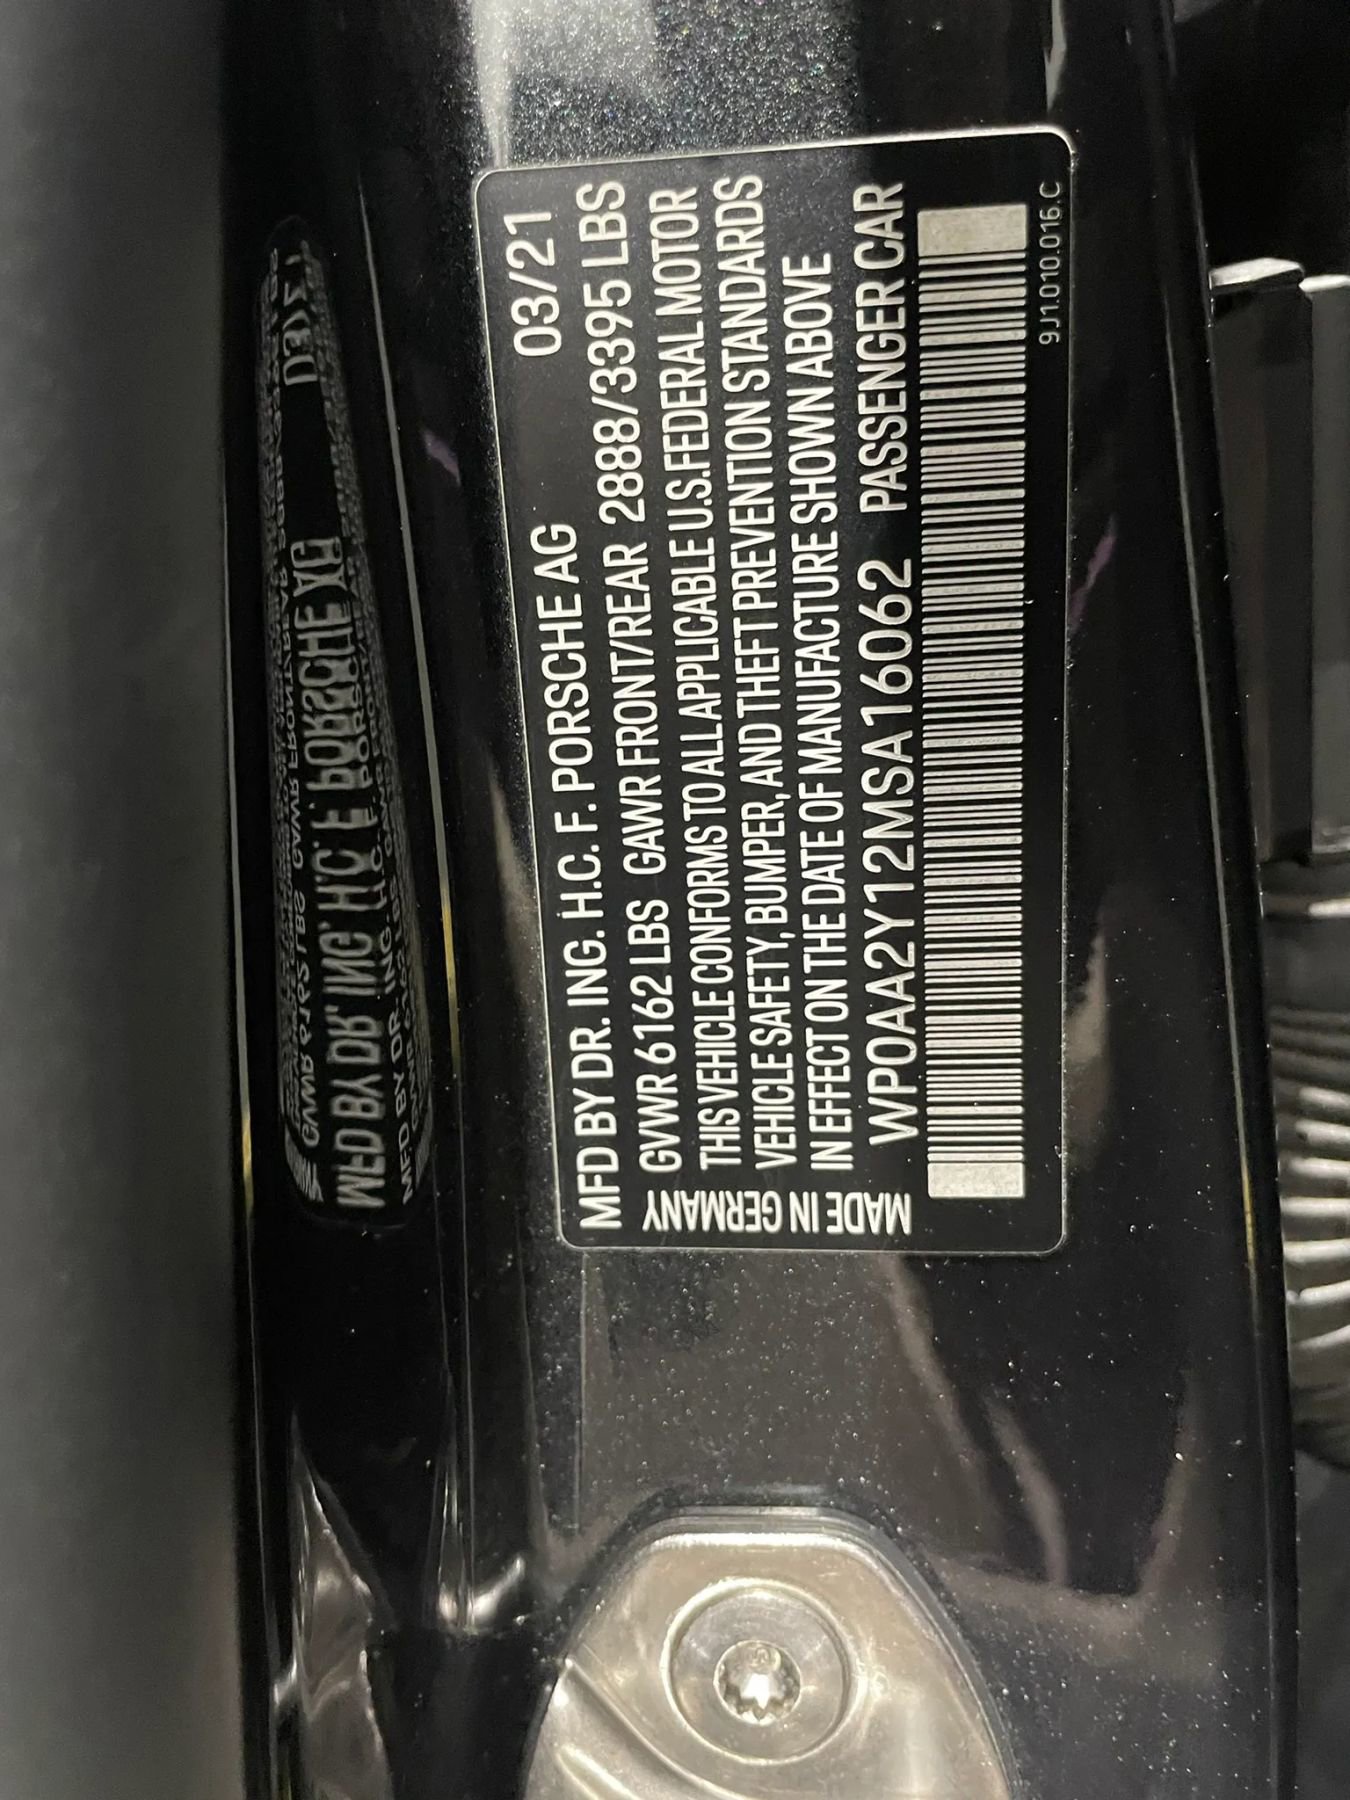 MFD BY DR. ING. H.C. F. PORSCHE AG 03/21
GVWR 6162 LBS GAWR FRONT/REAR 2888/3395 LBS
THIS VEHICLE CONFORMS TO ALL APPLICABLE U.S. FEDERAL MOTOR
VEHICLE SAFETY, BUMPER, AND THEFT PREVENTION STANDARDS
IN EFFECT ON THE DATE OF MANUFACTURE SHOWN ABOVE
WP0AA2Y12MSA16062 PASSENGER CAR
MADE IN GERMANY
9J1.010.016.C